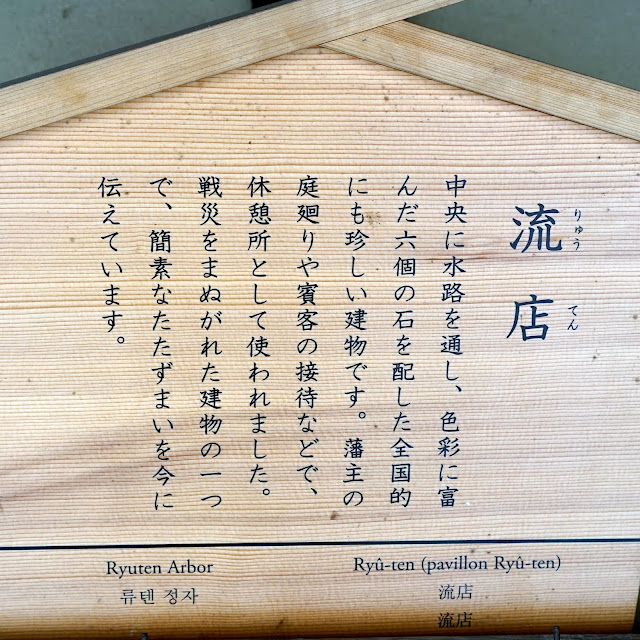 流店
りゅう てん
中央に水路を通し、色彩に富
んだ六個の石を配した全国的
にも珍しい建物です。藩主の
庭廻りや賓客の接待などで、
休憩所として使われました。
戦災をまぬがれた建物の一つ
で、簡素なたたずまいを今に
伝えています。
Ryuten Arbor
류텐 정자
Ryû-ten (pavillon Ryû-ten)
流店
流店